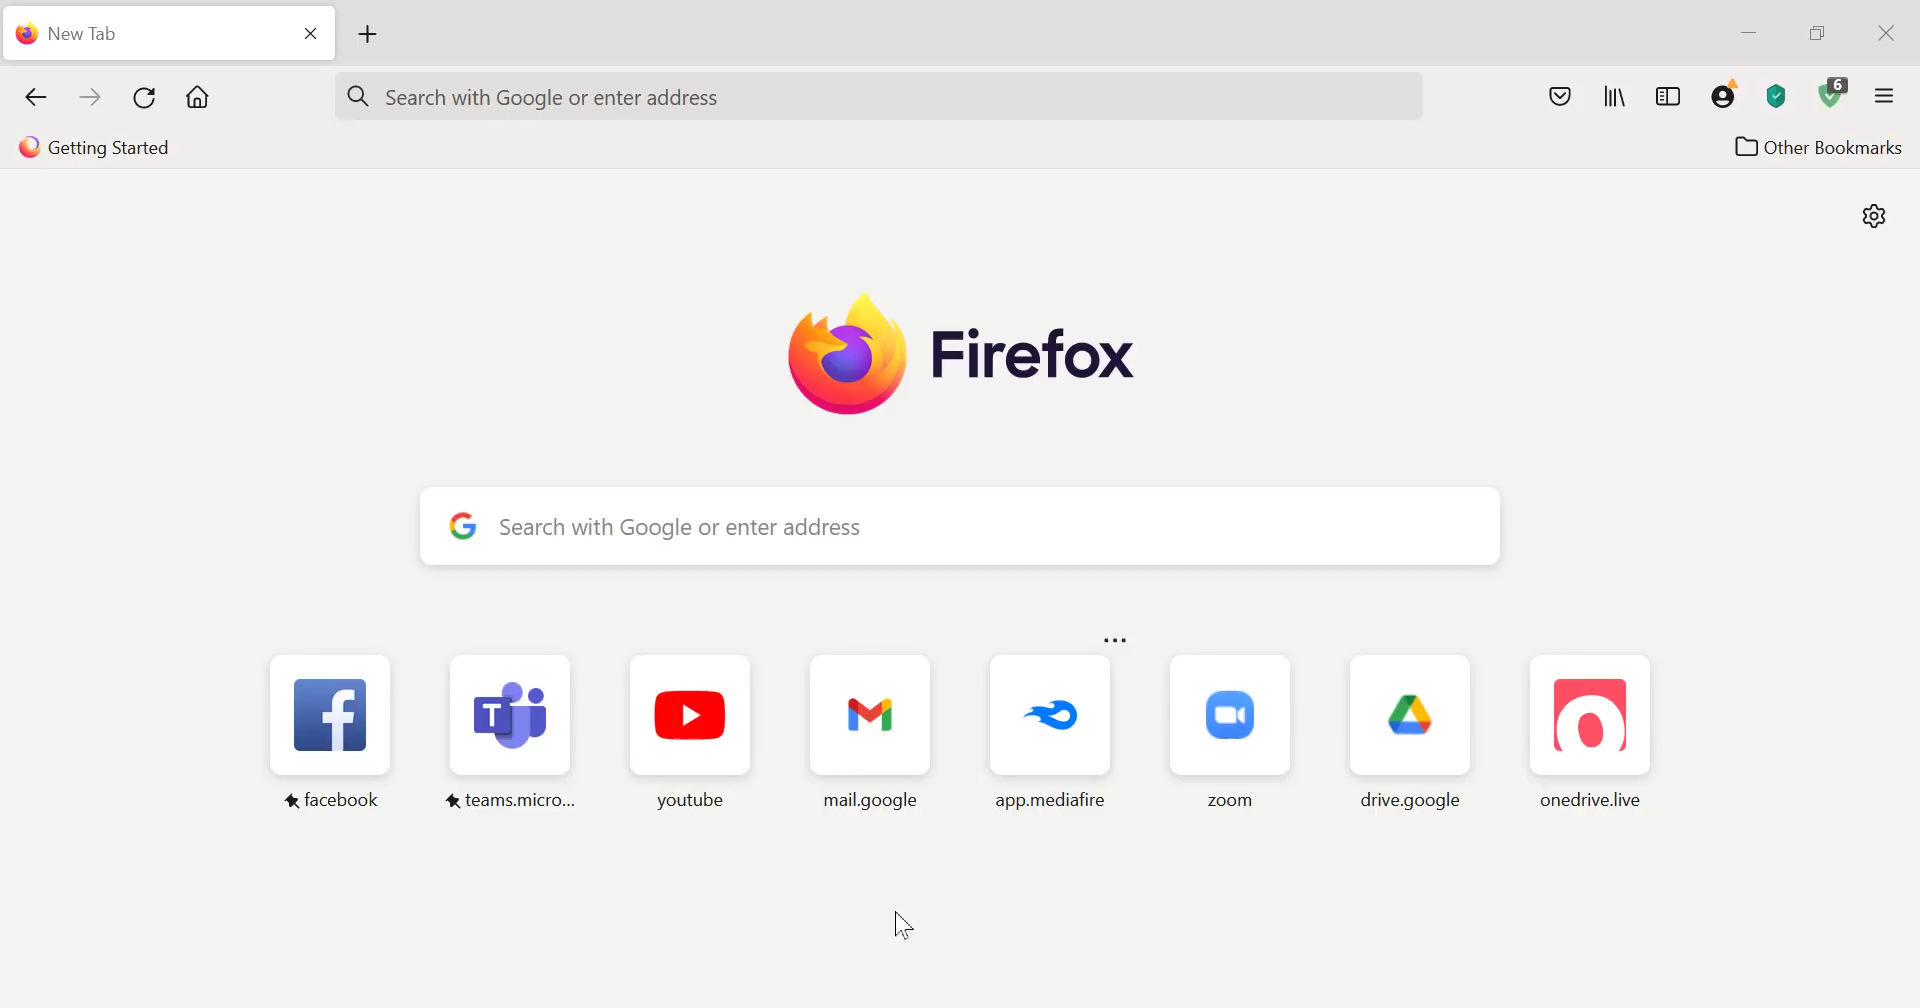 New Tab
Search with Google or enter address
6
Getting Started
Other Bookmarks
Firefox
Search with Google or enter address
T
facebook
teams.micro...
youtube
mail.google
app.mediafire
zoom
drive.google
onedrive.live